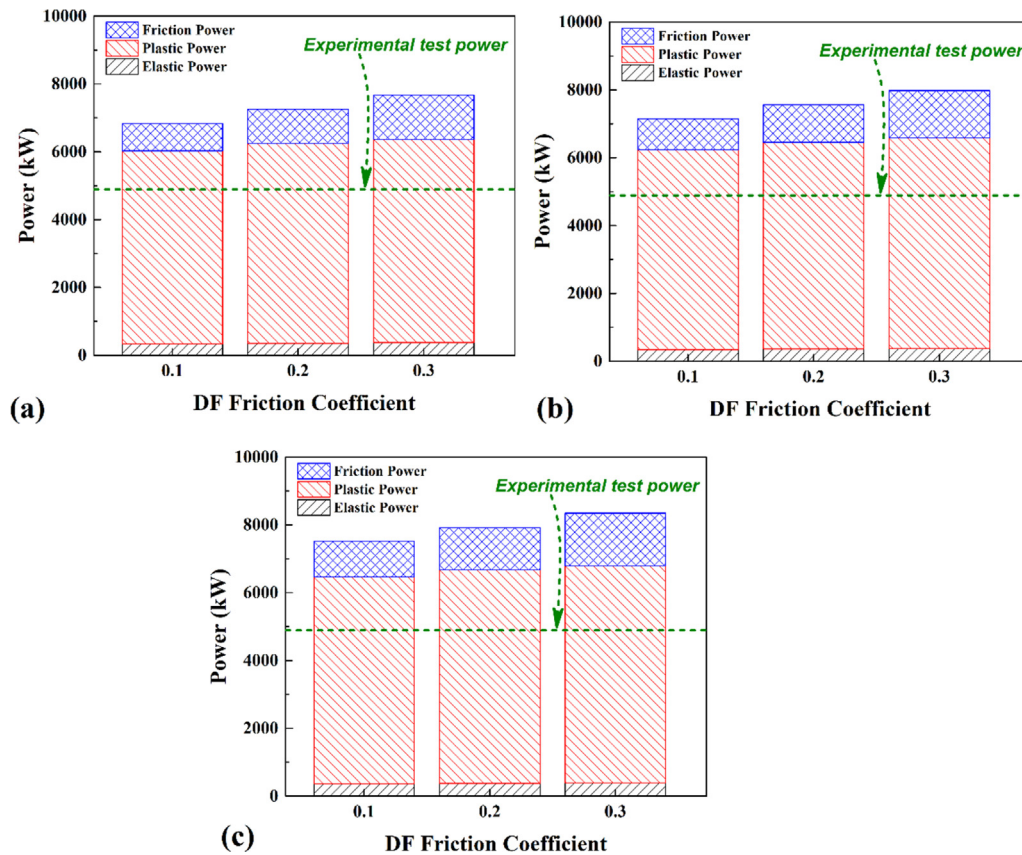 10000
Friction Power
Plastic Power
Elastic Power
Experimental test power
8000
6000
4000
2000
0
Power (kW)
0.1 0.2 0.3
DF Friction Coefficient
(a)
10000
Friction Power
Plastic Power
Elastic Power
Experimental test power
8000
6000
4000
2000
0
Power (kW)
0.1 0.2 0.3
DF Friction Coefficient
(b)
10000
Friction Power
Plastic Power
Elastic Power
Experimental test power
8000
6000
4000
2000
0
Power (kW)
0.1 0.2 0.3
DF Friction Coefficient
(c)